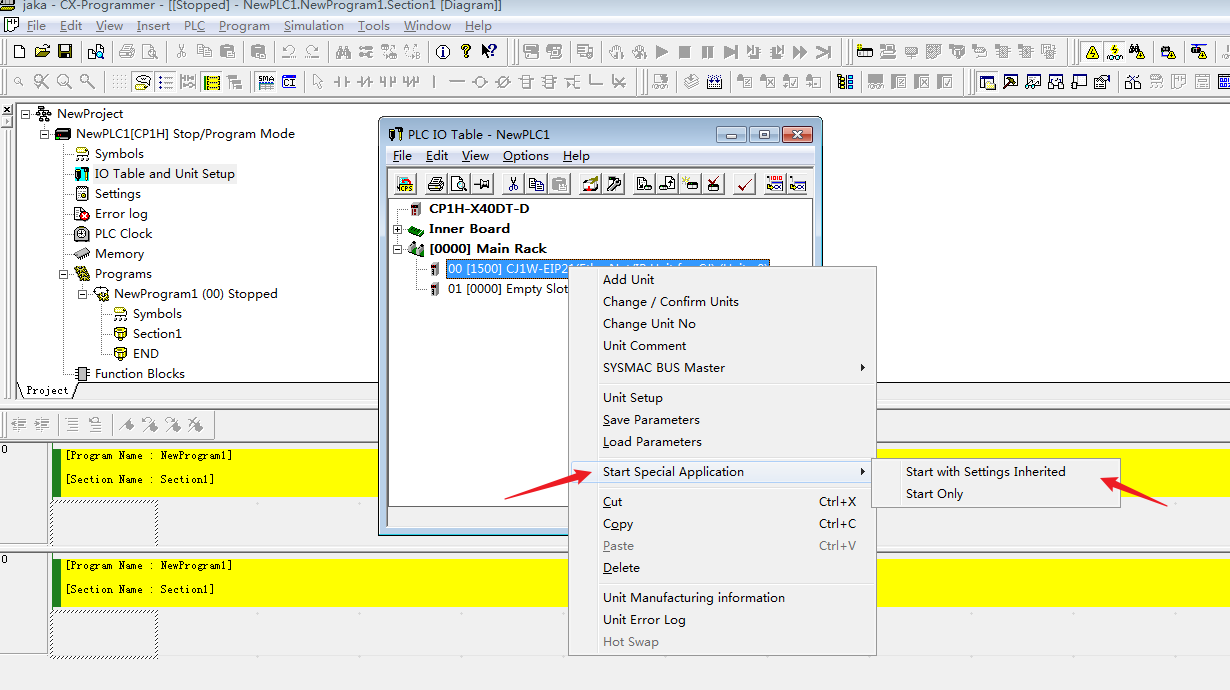 jaka - CX-Programmer - [[Stopped] - NewPLC1.NewProgram1.Section1 [Diagram]]
File Edit View Insert PLC Program Simulation Tools Window Help
NewProject
NewPLC1[CP1H] Stop/Program Mode
Symbols
IO Table and Unit Setup
Settings
Error log
PLC Clock
Memory
Programs
NewProgram1 (00) Stopped
Symbols
Section1
END
Function Blocks
Project
PLC IO Table - NewPLC1
File Edit View Options Help
CP1H-X40DT-D
Inner Board
[0000] Main Rack
00 [1500] CJ1W-EIP21
01 [0000] Empty Slot
Add Unit
Change / Confirm Units
Change Unit No
Unit Comment
SYSMAC BUS Master
Unit Setup
Save Parameters
Load Parameters
Start Special Application
Start with Settings Inherited
Start Only
Cut Ctrl+X
Copy Ctrl+C
Paste Ctrl+V
Delete
Unit Manufacturing information
Unit Error Log
Hot Swap
0
[Program Name : NewProgram1]
[Section Name : Section1]
0
[Program Name : NewProgram1]
[Section Name : Section1]